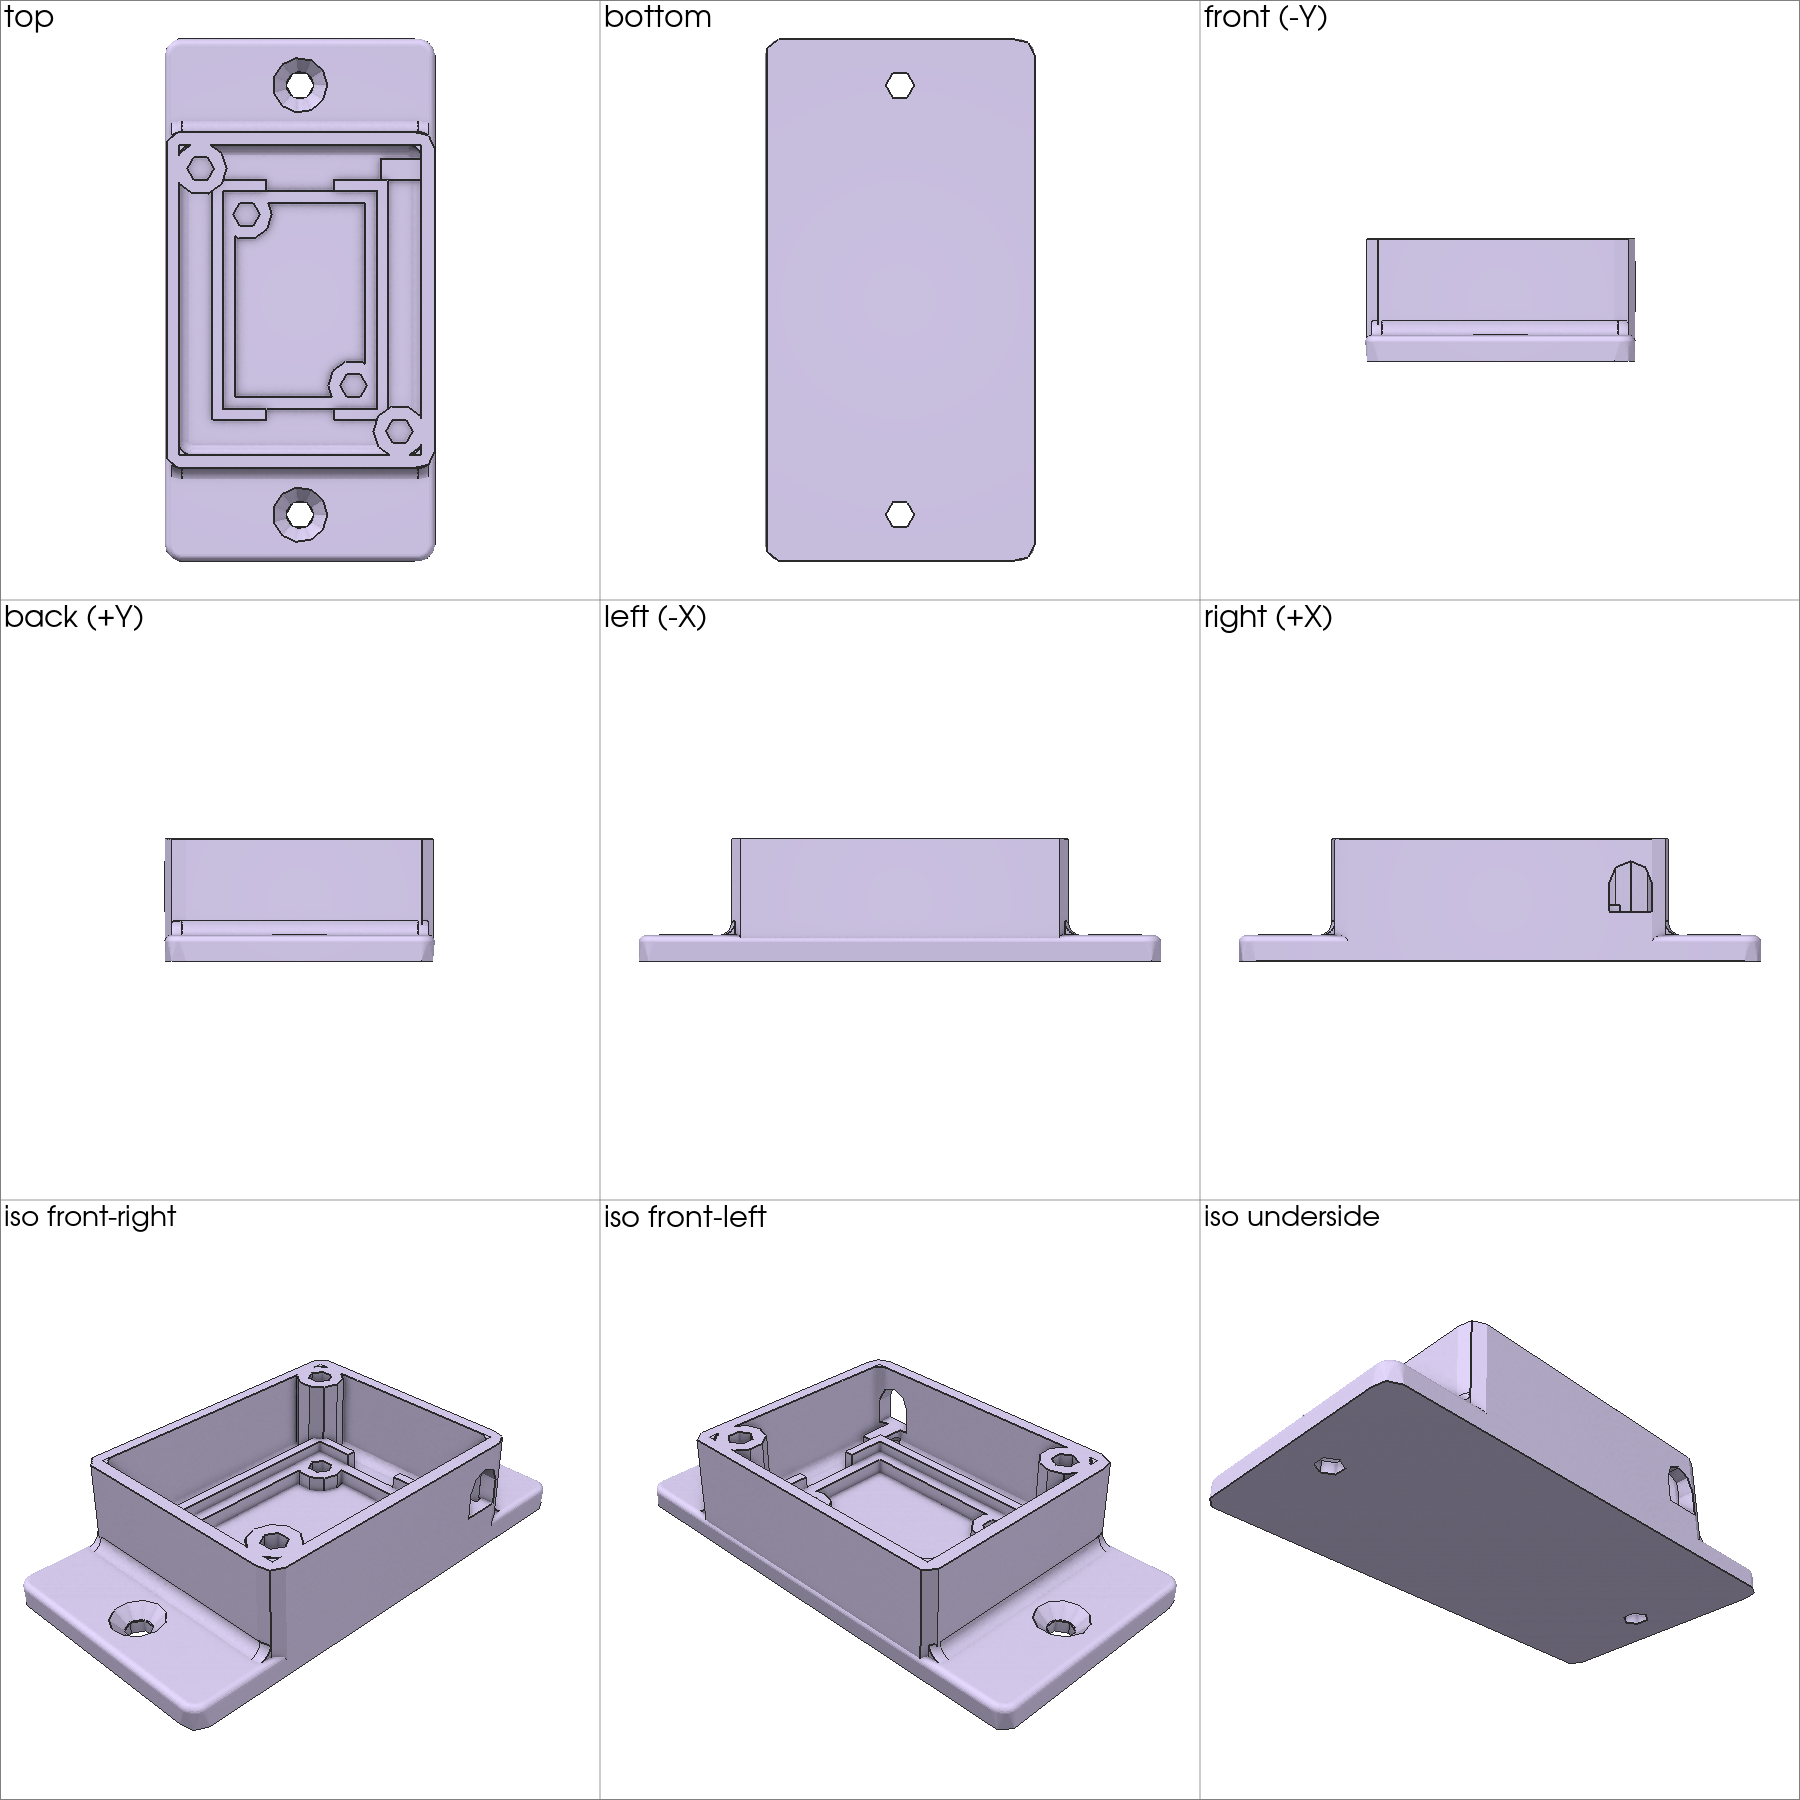 top
bottom
front (-Y)
back (+Y)
left (-X)
right (+X)
iso front-right
iso front-left
iso underside